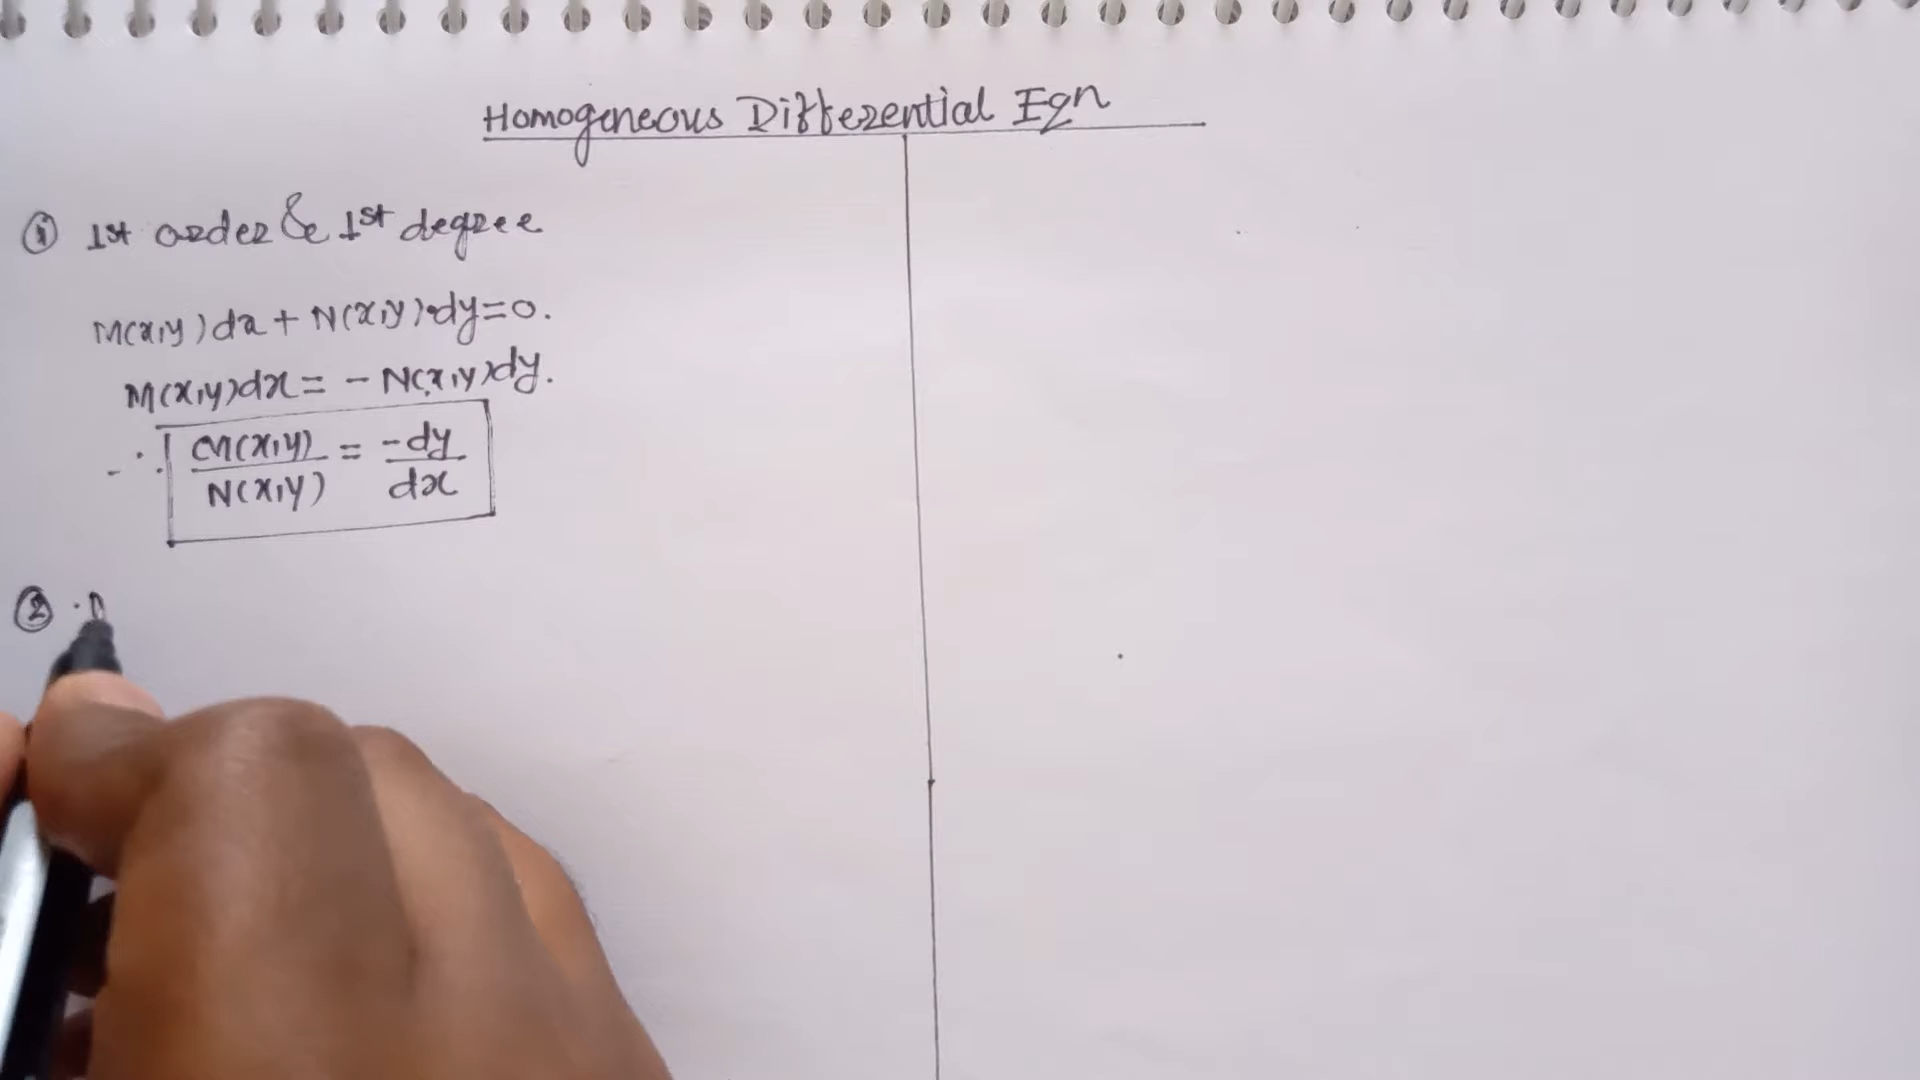 Homogeneous Differential Eqn
① 1st order & 1st degree
M(x,y)dx + N(x,y)dy=0.
M(x,y)dx = - N(x,y)dy.
∴ M(x,y)/N(x,y) = -dy/dx
②